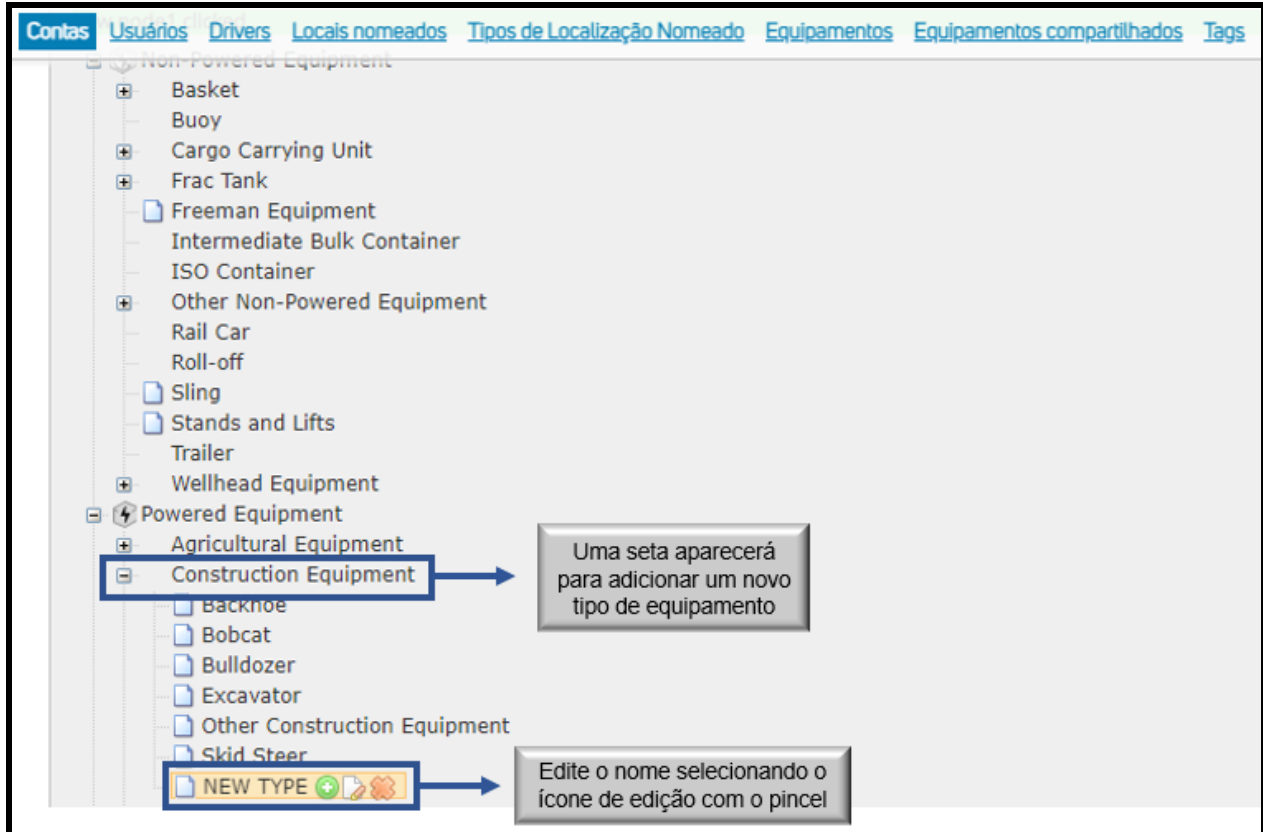 Contas Usuários Drivers Locais nomeados Tipos de Localização Nomeado Equipamentos Equipamentos compartilhados Tags
Non-Powered Equipment
Basket
Buoy
Cargo Carrying Unit
Frac Tank
Freeman Equipment
Intermediate Bulk Container
ISO Container
Other Non-Powered Equipment
Rail Car
Roll-off
Sling
Stands and Lifts
Trailer
Wellhead Equipment
Powered Equipment
Agricultural Equipment
Construction Equipment
Uma seta aparecerá
para adicionar um novo
tipo de equipamento
Backhoe
Bobcat
Bulldozer
Excavator
Other Construction Equipment
Skid Steer
NEW TYPE
Edite o nome selecionando o
ícone de edição com o pincel